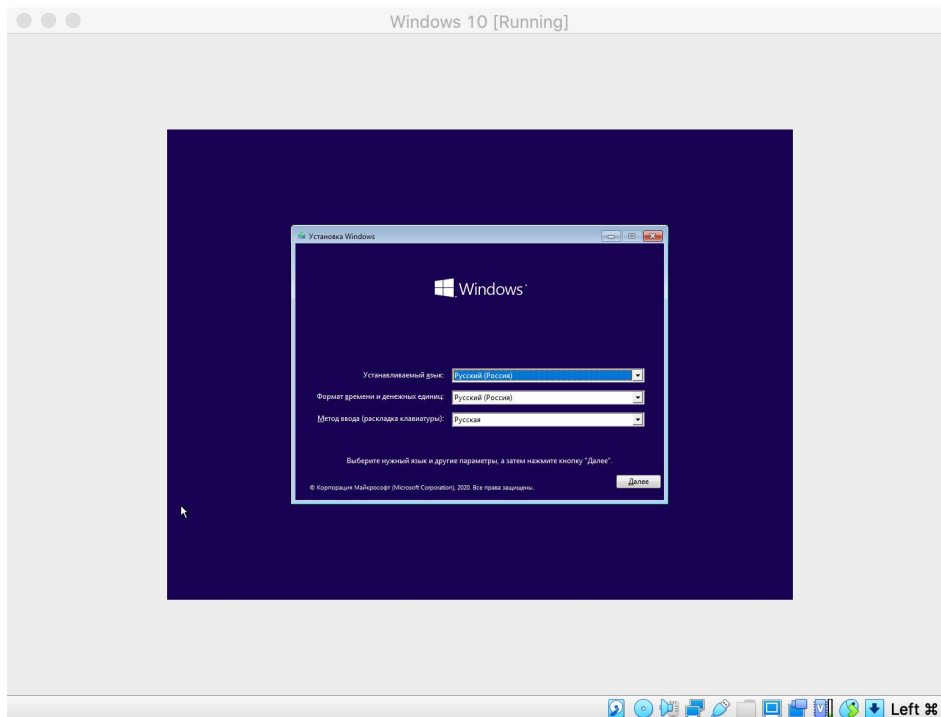 Windows 10 [Running]
Установка Windows
Windows
Устанавливаемый язык: Русский (Россия)
Формат времени и денежных единиц: Русский (Россия)
Метод ввода (раскладка клавиатуры): Русская
Выберите нужный язык и другие параметры, а затем нажмите кнопку "Далее".
Далее
© Корпорация Майкрософт (Microsoft Corporation), 2020. Все права защищены.
Left ⌘